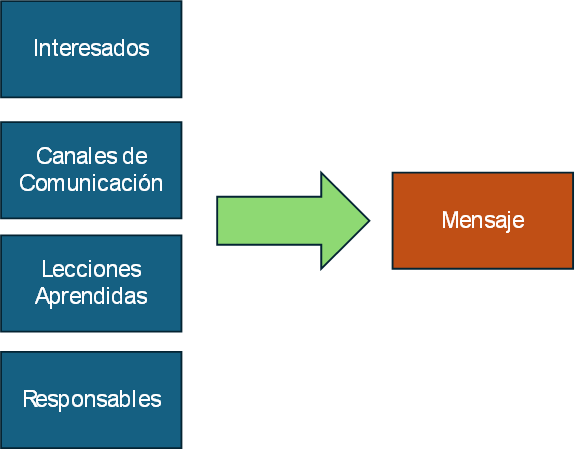 Interesados
Canales de
Comunicación
Lecciones
Aprendidas
Responsables
Mensaje